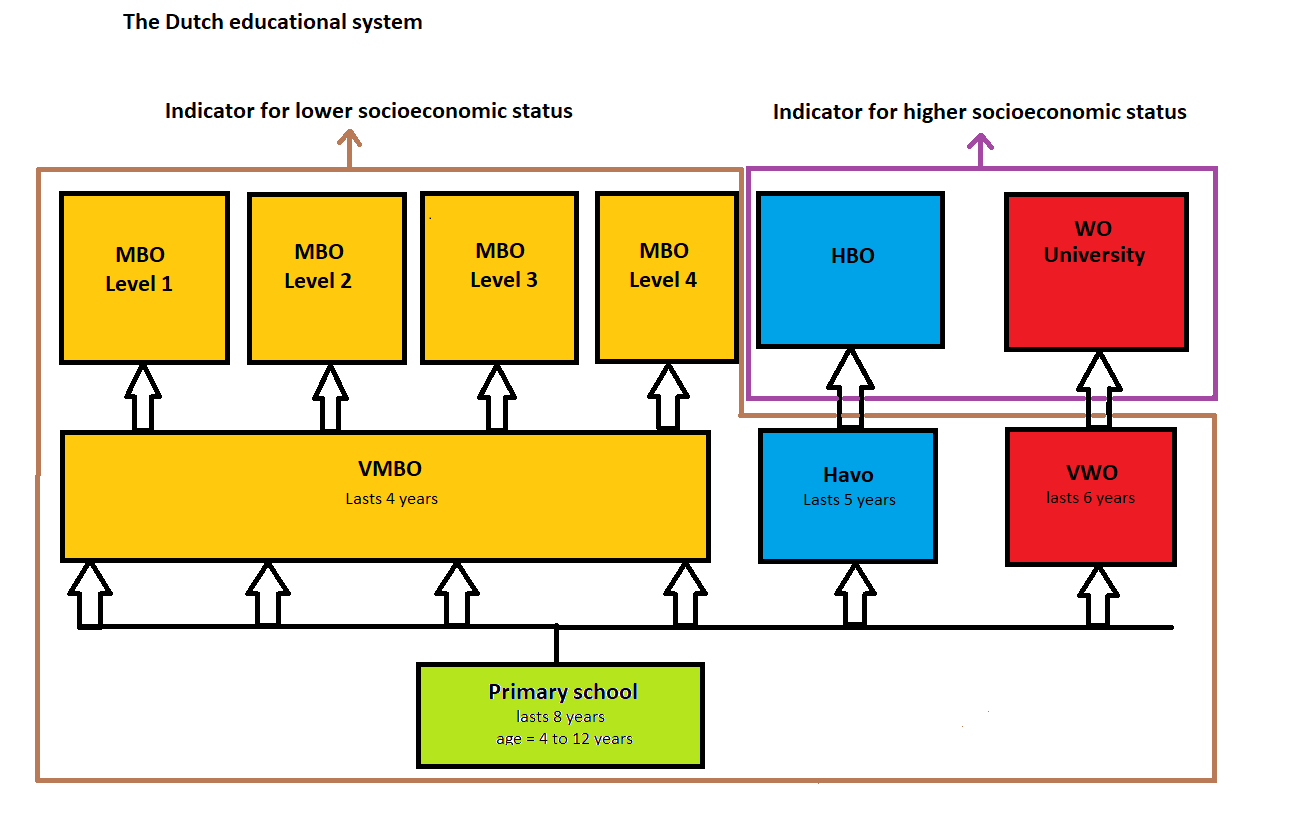 The Dutch educational system
Indicator for lower socioeconomic status
Indicator for higher socioeconomic status
MBO
Level 1
MBO
Level 2
MBO
Level 3
MBO
Level 4
HBO
WO
University
VMBO
Lasts 4 years
Havo
Lasts 5 years
VWO
lasts 6 years
Primary school
lasts 8 years
age = 4 to 12 years